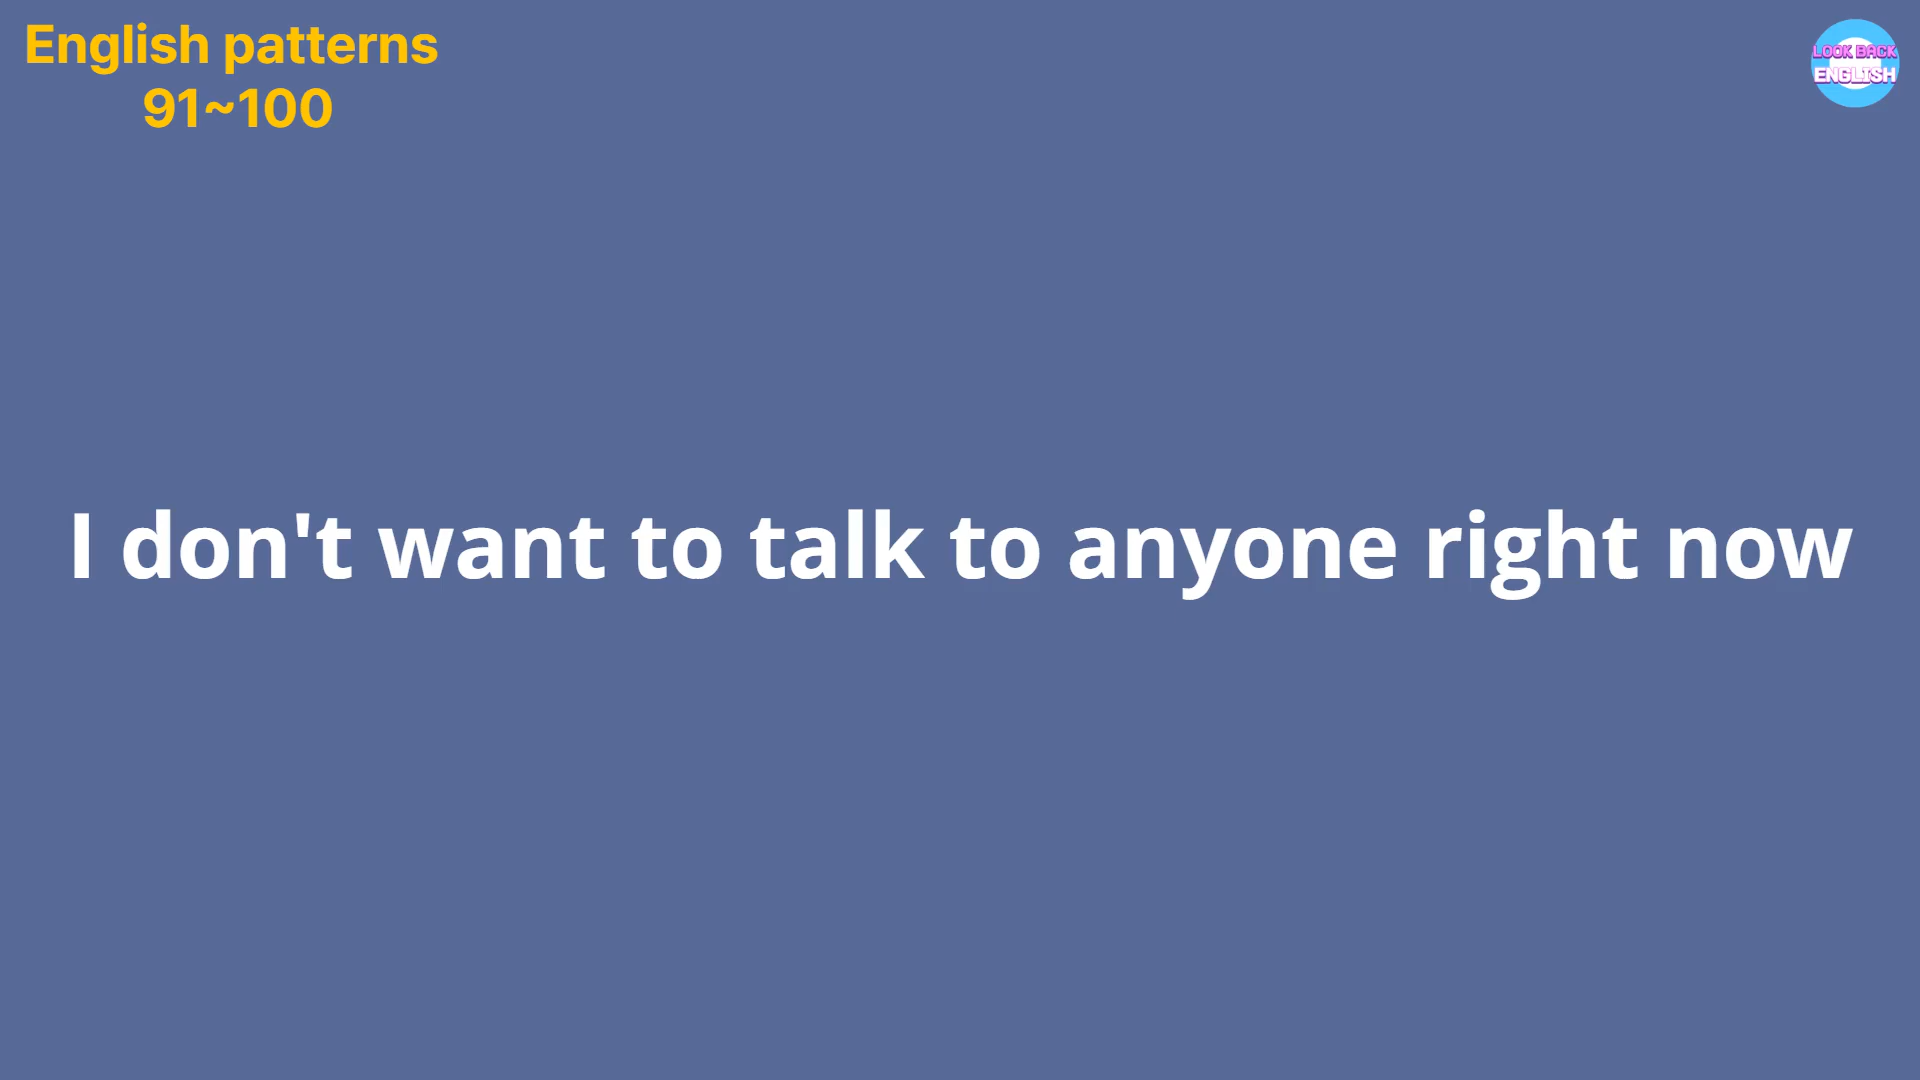 English patterns
91~100
LOOK BACK
ENGLISH
I don't want to talk to anyone right now